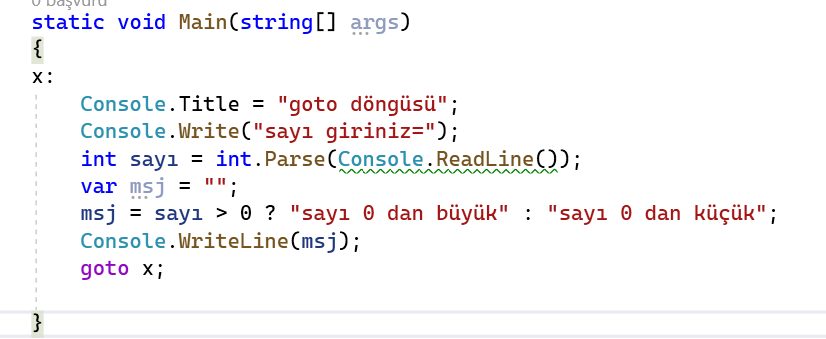 0 başvuru
static void Main(string[] args)
{
x:
Console.Title = "goto döngüsü";
Console.Write("sayı giriniz=");
int sayı = int.Parse(Console.ReadLine());
var msj = "";
msj = sayı > 0 ? "sayı 0 dan büyük" : "sayı 0 dan küçük";
Console.WriteLine(msj);
goto x;
}